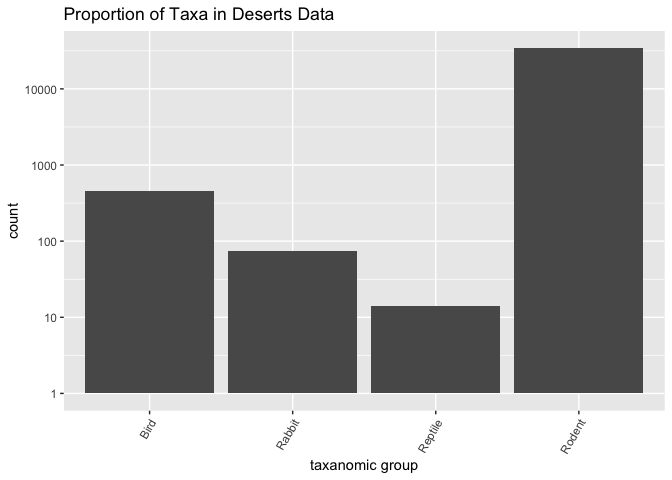 Proportion of Taxa in Deserts Data
count
10000
1000
100
10
1
Bird
Rabbit
Reptile
Rodent
taxanomic group